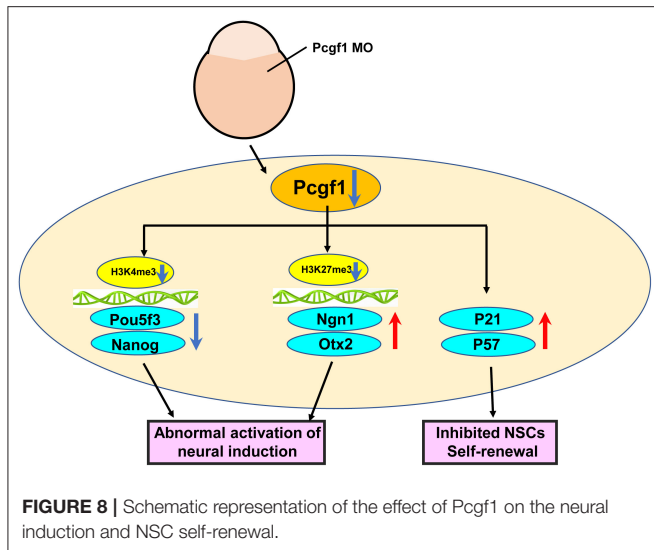 Pcgf1 MO
Pcgf1
H3K4me3
H3K27me3
Pou5f3
Nanog
Ngn1
Otx2
P21
P57
Abnormal activation of
neural induction
Inhibited NSCs
Self-renewal
FIGURE 8 | Schematic representation of the effect of Pcgf1 on the neural
induction and NSC self-renewal.